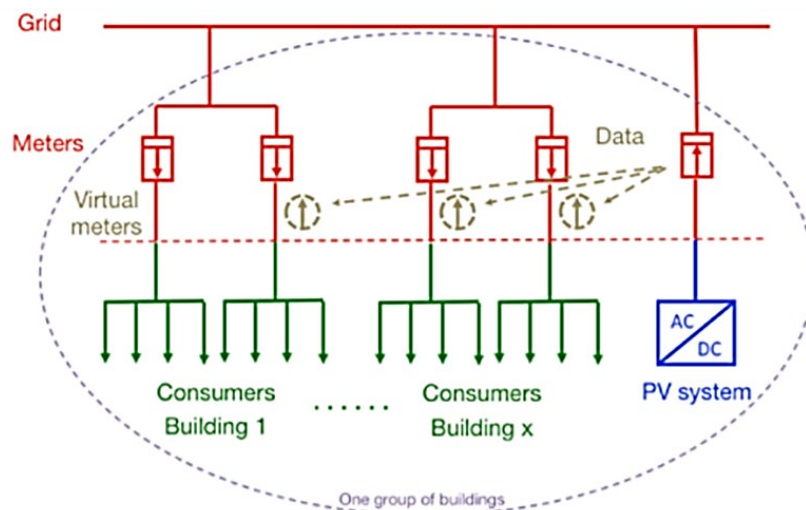 Grid
Meters
Data
Virtual
meters
AC
DC
Consumers
Building 1
......
Consumers
Building x
PV system
One group of buildings